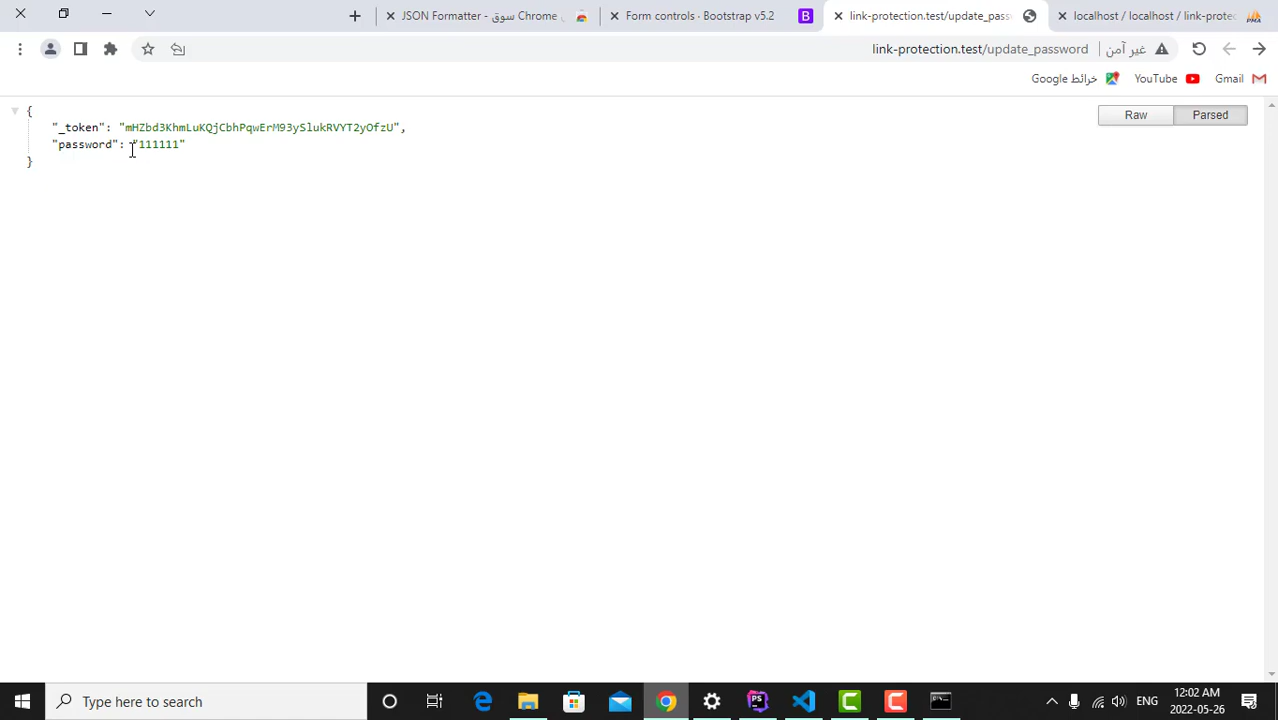 JSON Formatter - سوق Chrome
Form controls · Bootstrap v5.2
B
link-protection.test/update_pass
localhost / localhost / link-protec
PMA
link-protection.test/update_password
غير آمن
خرائط Google
YouTube
Gmail
{
"_token": "mHZbd3KhmLuKQjCbhPqwErM93ySlukRVYT2yOfzU",
"password": "111111"
}
Raw
Parsed
Type here to search
PS
ENG
12:02 AM
2022-05-26